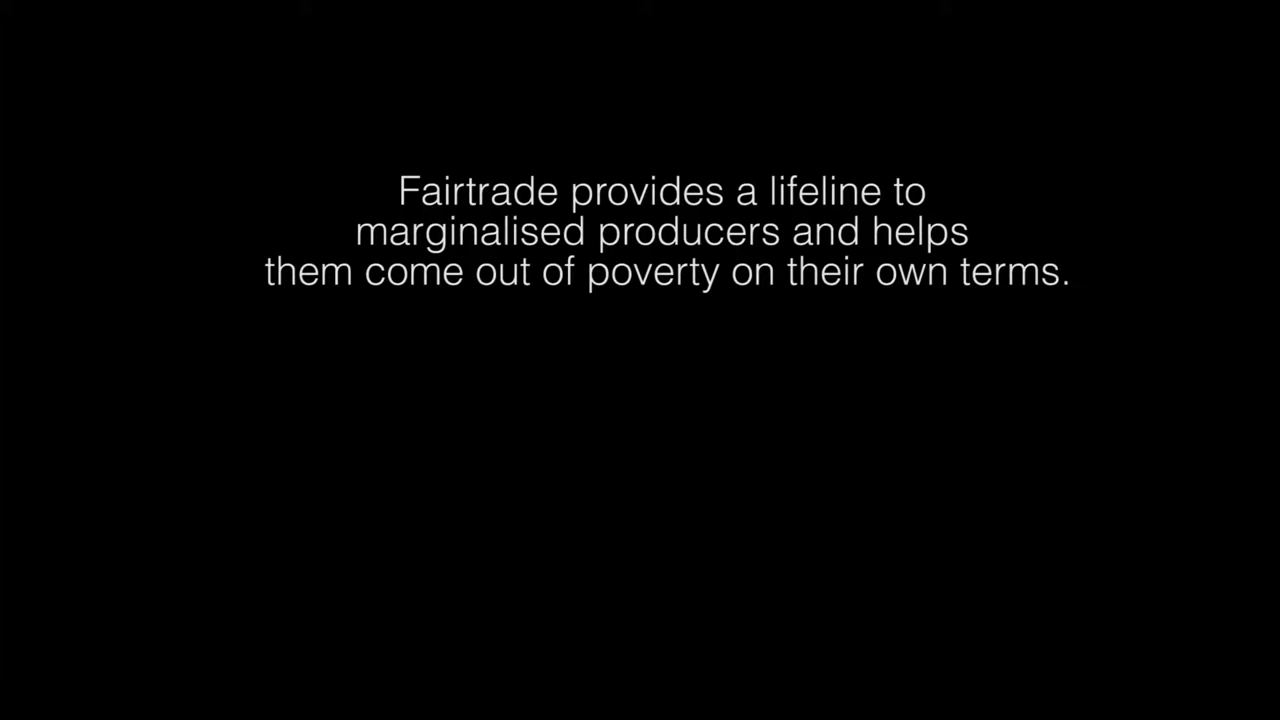 Fairtrade provides a lifeline to
marginalised producers and helps
them come out of poverty on their own terms.